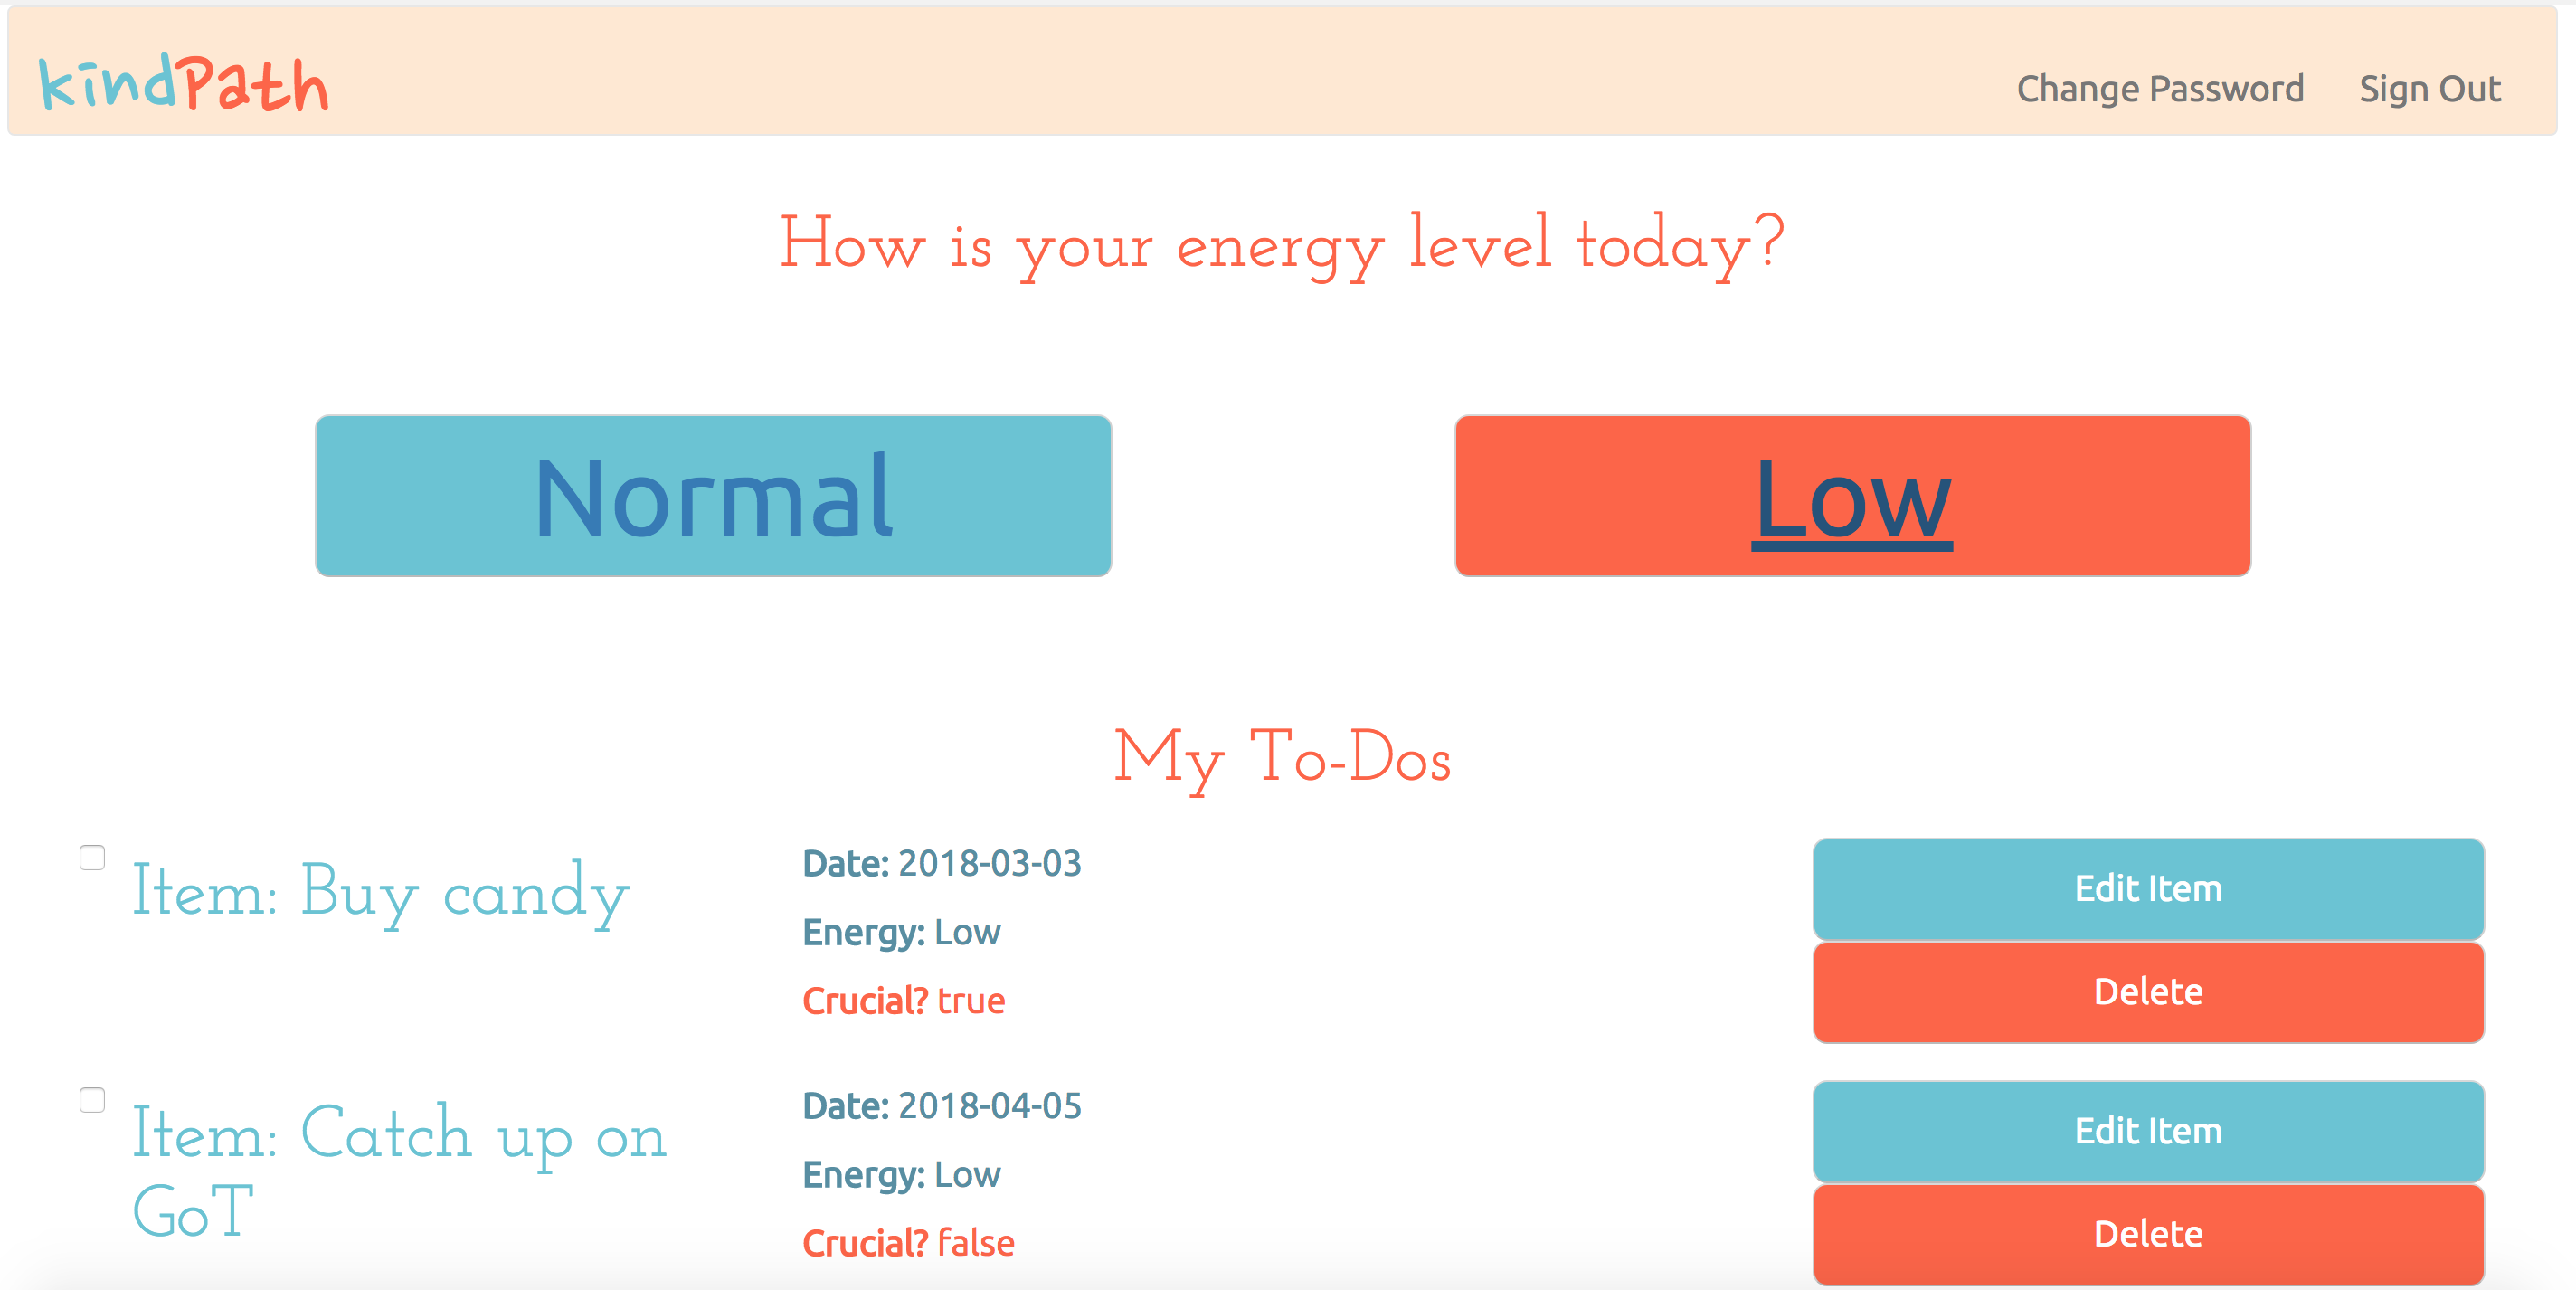 kindPath
Change Password Sign Out
How is your energy level today?
Normal Low
My To-Dos
Item: Buy candy
Date: 2018-03-03
Energy: Low
Crucial? true
Edit Item
Delete
Item: Catch up on
GoT
Date: 2018-04-05
Energy: Low
Crucial? false
Edit Item
Delete